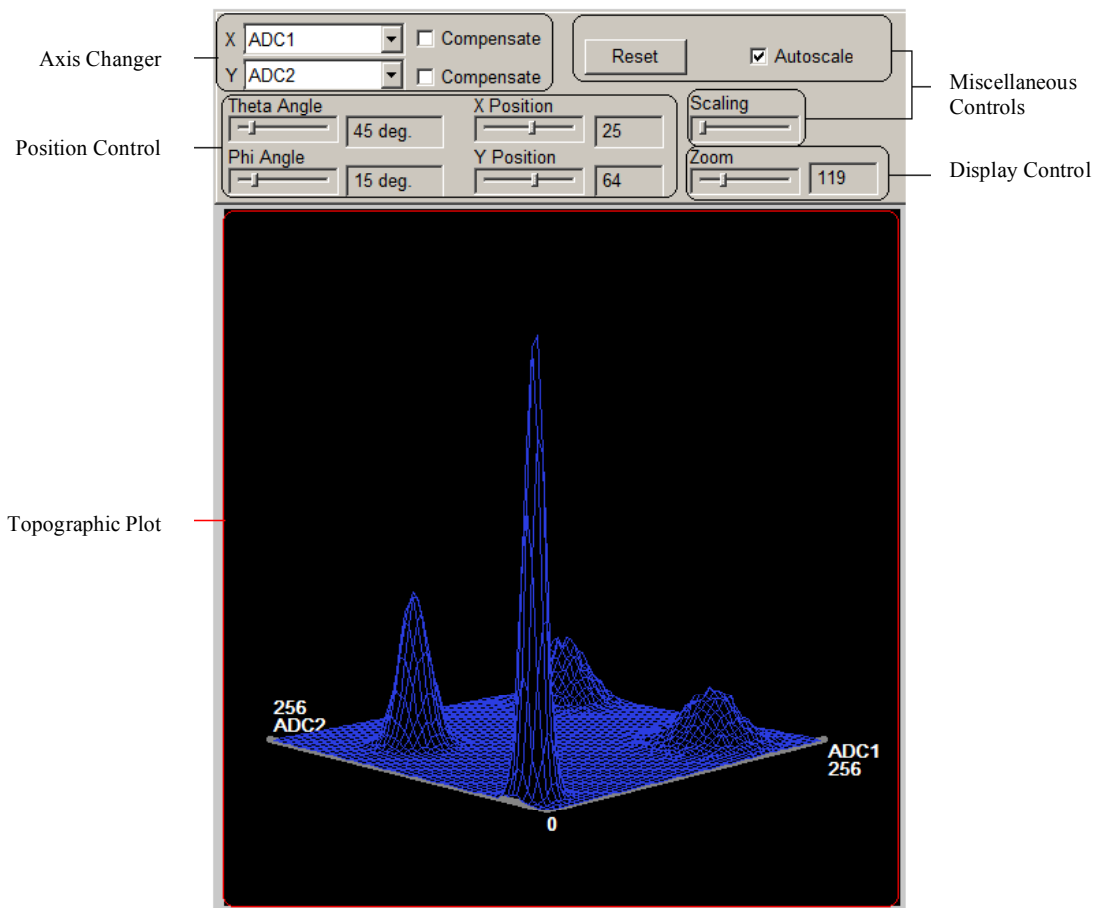 Axis Changer
X ADC1 Compensate
Y ADC2 Compensate
Reset Autoscale
Miscellaneous
Controls
Position Control
Theta Angle
45 deg.
Phi Angle
15 deg.
X Position
25
Y Position
64
Scaling
Zoom
119
Display Control
Topographic Plot
256
ADC2
ADC1
256
0